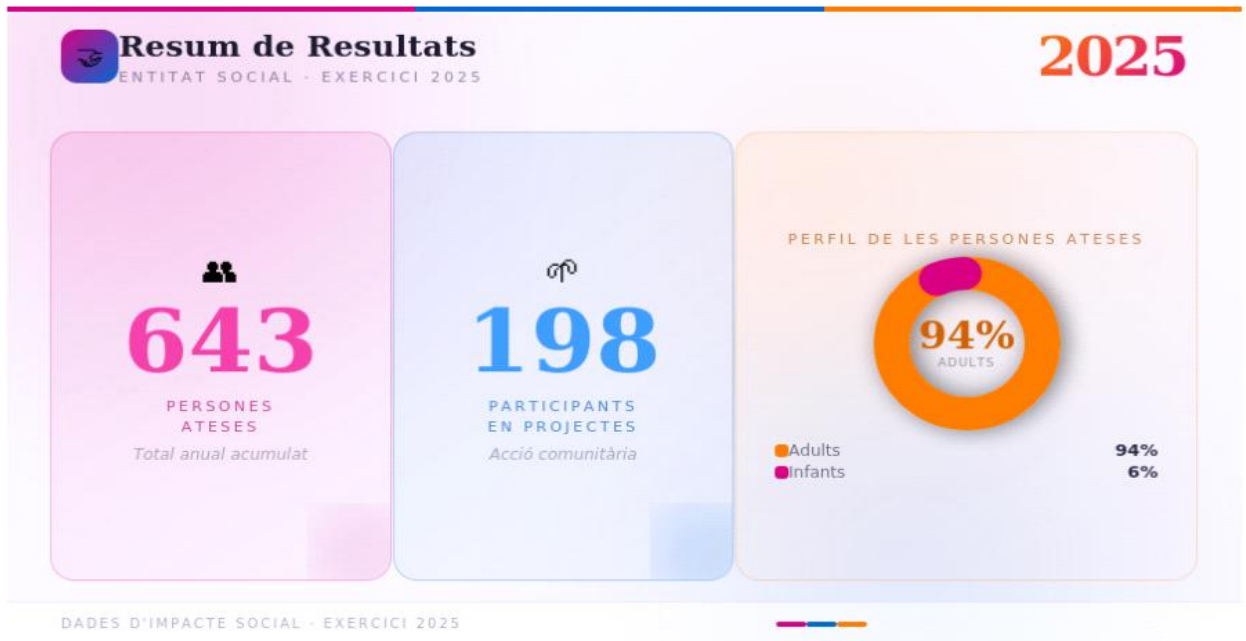 Resum de Resultats
ENTITAT SOCIAL · EXERCICI 2025
2025
643
PERSONES
ATESES
Total anual acumulat
198
PARTICIPANTS
EN PROJECTES
Acció comunitària
PERFIL DE LES PERSONES ATESES
94%
ADULTS
Adults 94%
Infants 6%
DADES D'IMPACTE SOCIAL · EXERCICI 2025